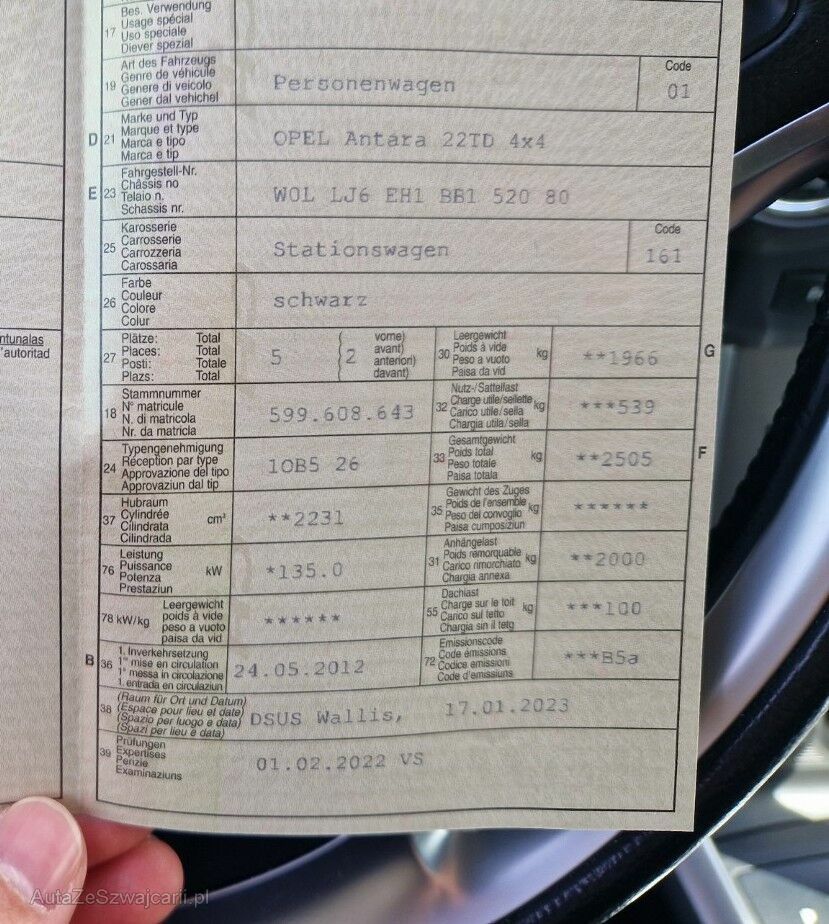 17 Bes. Verwendung
Usage spécial
Uso speciale
Diever spezial
19 Art des Fahrzeugs
Genre de véhicule
Genere di veicolo
Gener dal vehichel
Personenwagen
Code
01
D 21 Marke und Typ
Marque et type
Marca e tipo
Marca e tip
OPEL Antara 22TD 4x4
E 23 Fahrgestell-Nr.
Châssis no
Telaio n.
Schassis nr.
WOL LJ6 EH1 BB1 520 80
25 Karosserie
Carrosserie
Carrozzeria
Carossaria
Stationswagen
Code
161
26 Farbe
Couleur
Colore
Colur
schwarz
ntunalas
l'autoritad
27 Plätze: Total
Places: Total
Posti: Totale
Plazs: Total
5 (2 vorne)
avant)
anteriori)
davant)
30 Leergewicht
Poids à vide
Peso a vuoto
Paisa da vid
kg
**1966
G
18 Stammnummer
N° matricule
N. di matricola
Nr. da matricla
599.608.643
32 Nutz-/Sattellast
Charge utile/sellette
Carico utile/sella
Chargia utila/sella
kg
***539
24 Typengenehmigung
Réception par type
Approvazione del tipo
Approvaziun dal tip
1OB5 26
33 Gesamtgewicht
Poids total
Peso totale
Paisa totala
kg
**2505
F
37 Hubraum
Cylindrée
Cilindrata
Cilindrada
cm³
**2231
35 Gewicht des Zuges
Poids de l'ensemble
Peso del convoglio
Paisa cumposiziun
kg
******
76 Leistung
Puissance
Potenza
Prestaziun
kW
*135.0
31 Anhängelast
Poids remorquable
Carico rimorchiato
Chargia annexa
kg
**2000
78 kW/kg Leergewicht
poids à vide
peso a vuoto
paisa da vid
******
55 Dachlast
Charge sur le toit
Carico sul tetto
Chargia sin il tetg
kg
***100
B 36 1. Inverkehrsetzung
1re mise en circulation
1a messa in circolazione
1. entrada en circulaziun
24.05.2012
72 Emissionscode
Code émissions
Codice emissioni
Code d'emissiuns
***B5a
38 (Raum für Ort und Datum)
(Espace pour lieu et date)
(Spazio per luogo e data)
(Spazi per lieu e data)
DSUS Wallis, 17.01.2023
39 Prüfungen
Expertises
Perizie
Examinaziuns
01.02.2022 VS
AutaZeSzwajcarii.pl